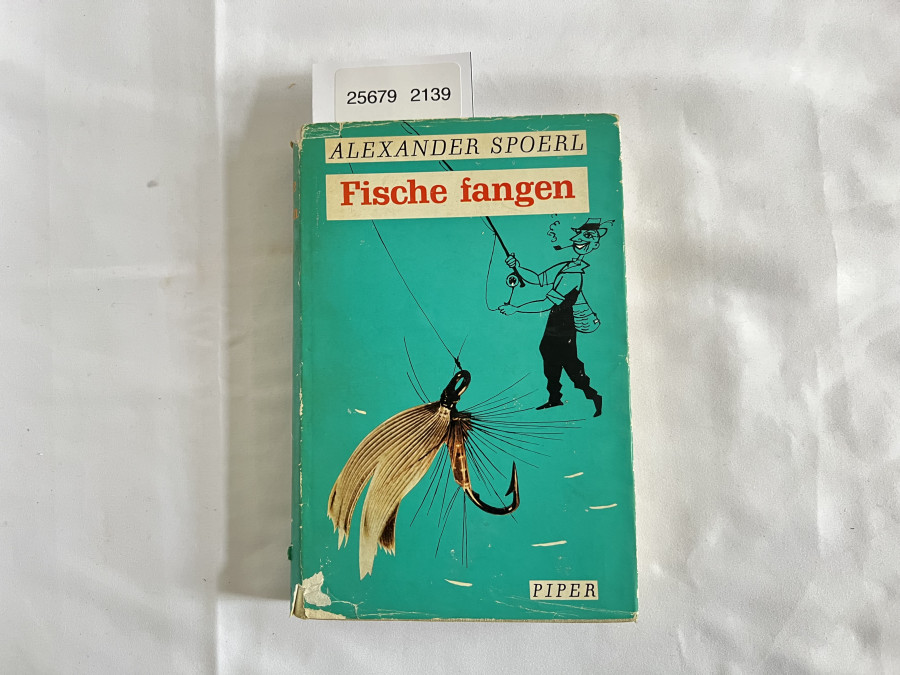 25679 2139
ALEXANDER SPOERL
Fische fangen
PIPER